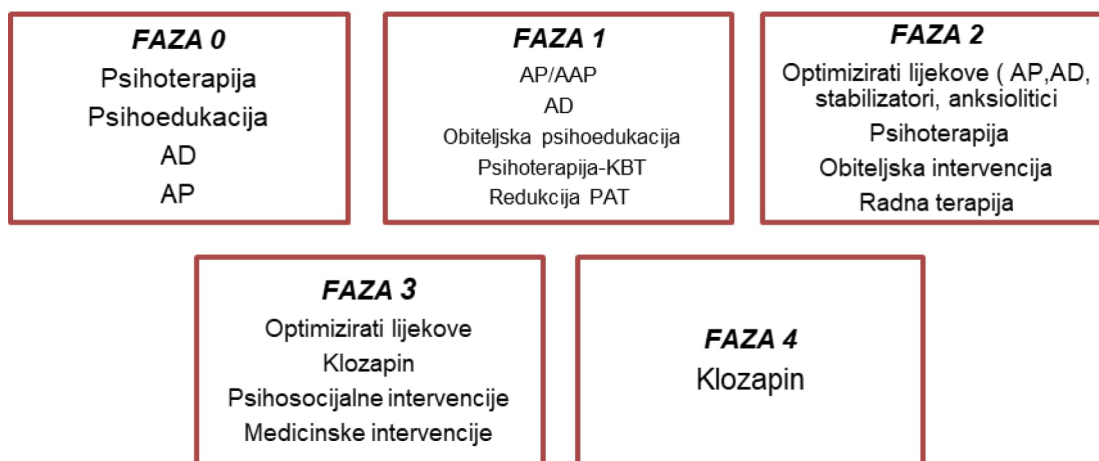 FAZA 0
Psihoterapija
Psihoedukacija
AD
AP
FAZA 1
AP/AAP
AD
Obiteljska psihoedukacija
Psihoterapija-KBT
Redukcija PAT
FAZA 2
Optimizirati lijekove ( AP,AD,
stabilizatori, anksiolitici
Psihoterapija
Obiteljska intervencija
Radna terapija
FAZA 3
Optimizirati lijekove
Klozapin
Psihosocijalne intervencije
Medicinske intervencije
FAZA 4
Klozapin